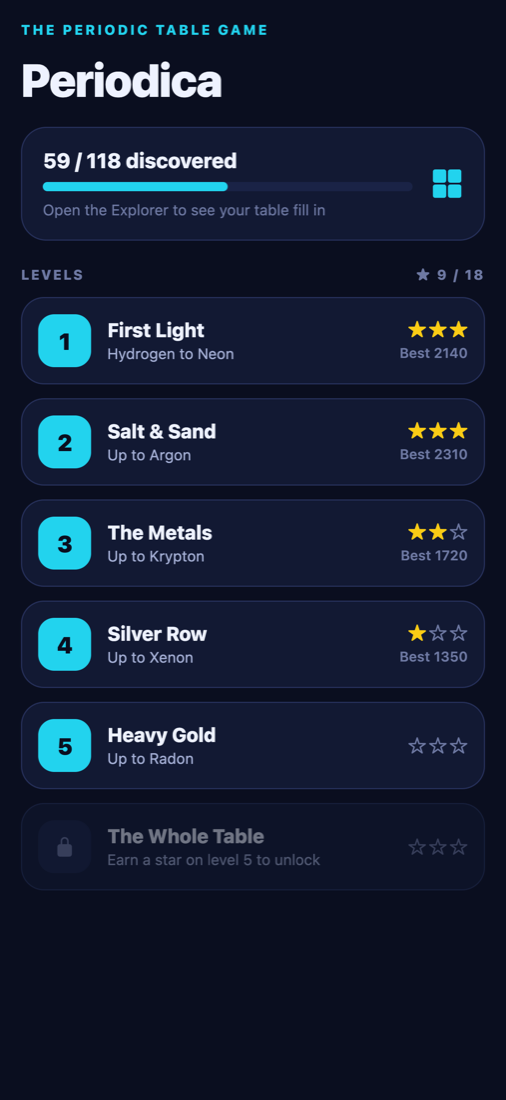 THE PERIODIC TABLE GAME
Periodica
59 / 118 discovered
Open the Explorer to see your table fill in
LEVELS ★ 9 / 18
1
First Light
Hydrogen to Neon
★★★
Best 2140
2
Salt & Sand
Up to Argon
★★★
Best 2310
3
The Metals
Up to Krypton
★★☆
Best 1720
4
Silver Row
Up to Xenon
★☆☆
Best 1350
5
Heavy Gold
Up to Radon
☆☆☆
The Whole Table
Earn a star on level 5 to unlock
☆☆☆